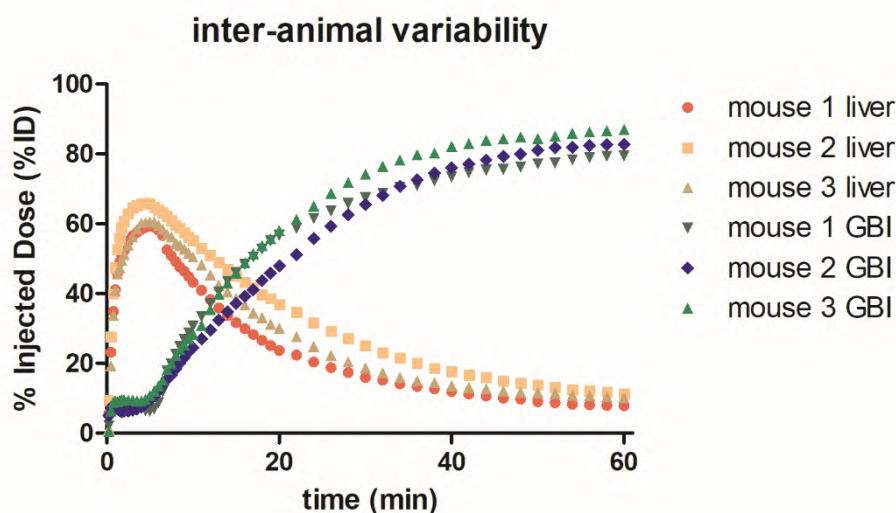 inter-animal variability
% Injected Dose (%ID)
100
80
60
40
20
0
0 20 40 60
time (min)
mouse 1 liver
mouse 2 liver
mouse 3 liver
mouse 1 GBI
mouse 2 GBI
mouse 3 GBI